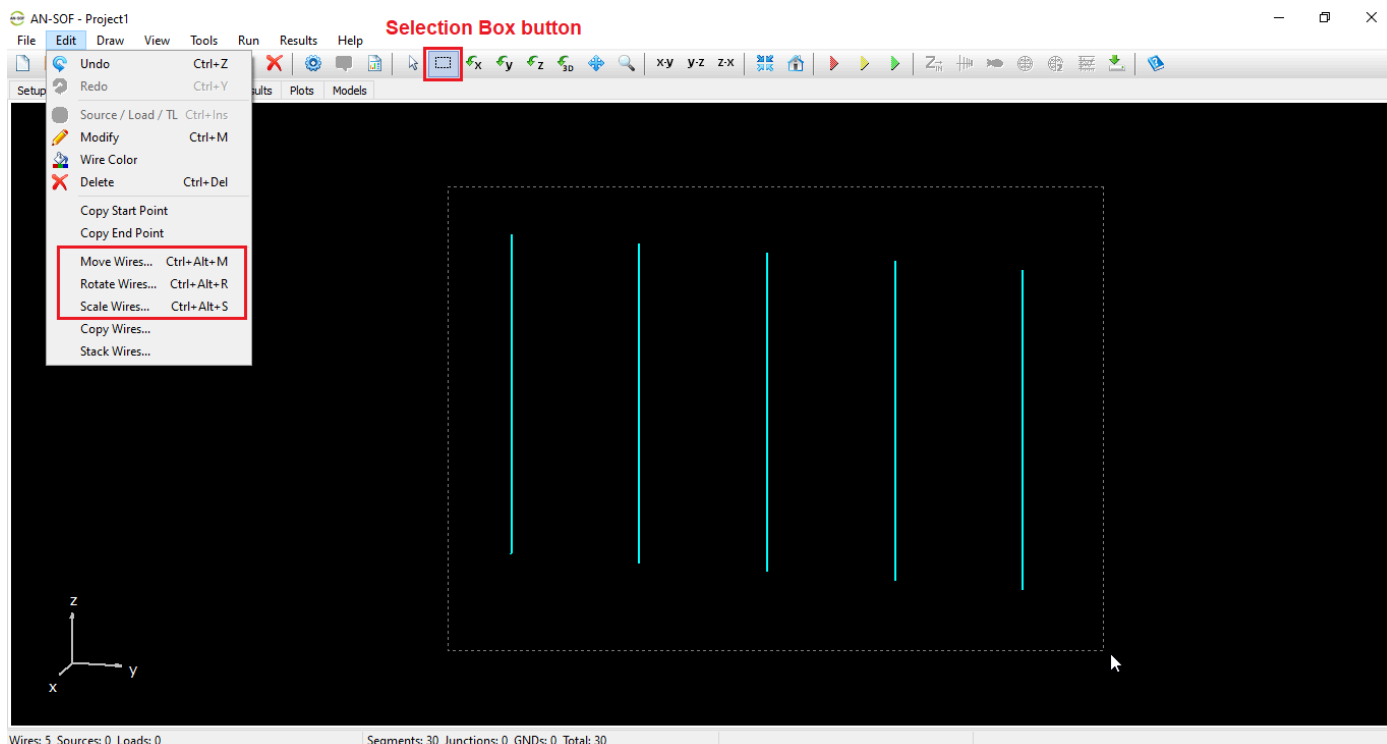 AN-SOF - Project1
Selection Box button
File Edit Draw View Tools Run Results Help
Undo Ctrl+Z
x y z 3D x-y y-z z-x Z IN
Redo Ctrl+Y
Setup ults Plots Models
Source / Load / TL Ctrl+Ins
Modify Ctrl+M
Wire Color
Delete Ctrl+Del
Copy Start Point
Copy End Point
Move Wires... Ctrl+Alt+M
Rotate Wires... Ctrl+Alt+R
Scale Wires... Ctrl+Alt+S
Copy Wires...
Stack Wires...
z
y
x
Wires: 5 Sources: 0 Loads: 0 Segments: 30 Junctions: 0 GNDs: 0 Total: 30